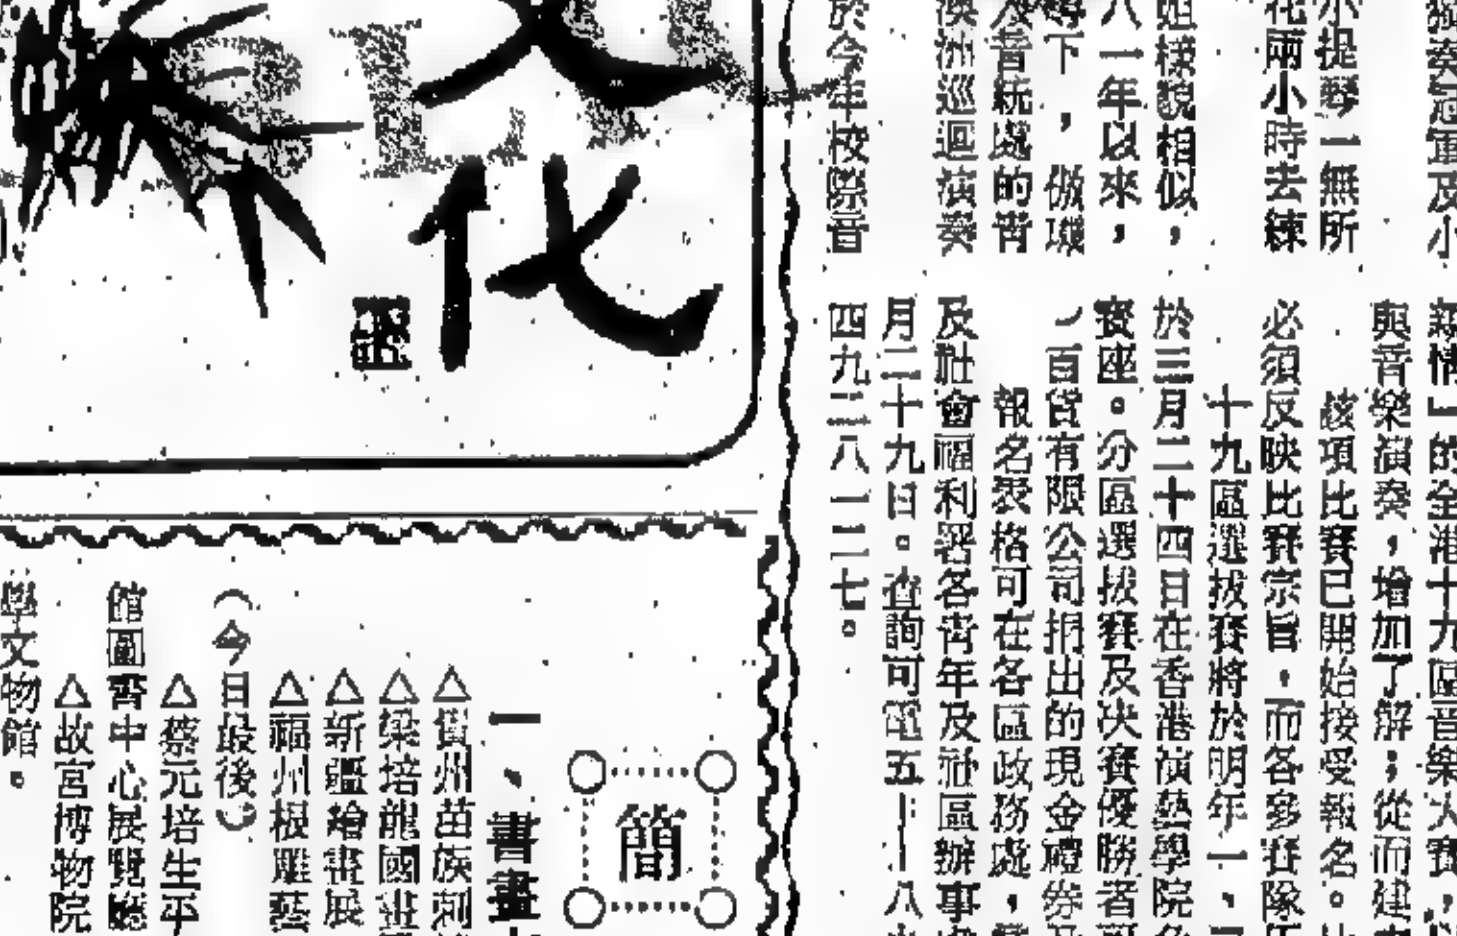 獨奏冠軍及小
小提琴一無所
花兩小時去練
姐樣貌相似，
八一年以來，
下，傲
音統處的青
澳洲巡迴演奏
於今年校際音
親情」的全港十九區音樂大賽，
與音樂演奏，增加了解；從而建
該項比賽已開始接受報名。
必須反映比賽宗旨，而各參賽隊
十九區選拔賽將於明年一、
於三月二十四日在香港演藝學院
座。分區選拔賽及決賽優勝者
百貨有限公司捐出的現金禮券
報名表格可在各區政務處，
及社會福利署各青年及社區辦事
月二十九日。查詢可電五——八
四九二八一二七。
文化
簡
一、書畫
△貴州苗族刺
△梁培龍國畫
△新疆繪畫展
△福州根雕藝
（今日最後）
△蔡元培生平
館圖書中心展覽廳
△故宮博物院
學文物館。